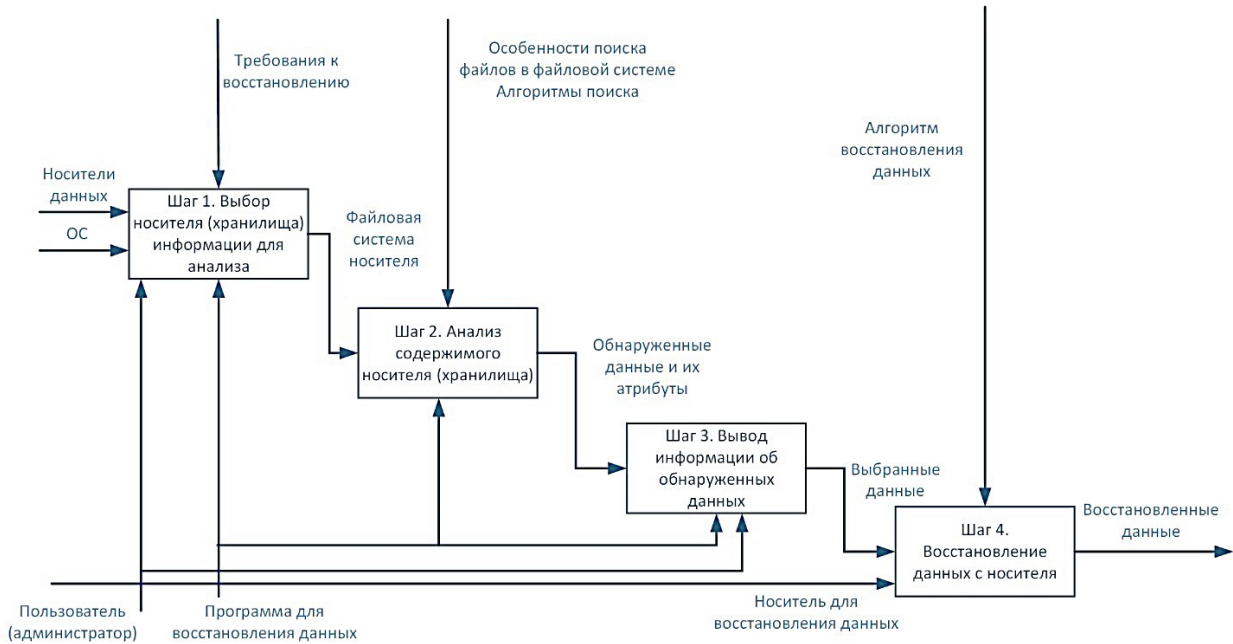 Требования к
восстановлению
Особенности поиска
файлов в файловой системе
Алгоритмы поиска
Алгоритм
восстановления
данных
Носители
данных
ОС
Шаг 1. Выбор
носителя (хранилища)
информации для
анализа
Файловая
система
носителя
Шаг 2. Анализ
содержимого
носителя (хранилища)
Обнаруженные
данные и их
атрибуты
Шаг 3. Вывод
информации об
обнаруженных
данных
Выбранные
данные
Шаг 4.
Восстановление
данных с носителя
Восстановленные
данные
Пользователь
(администратор)
Программа для
восстановления данных
Носитель для
восстановления данных